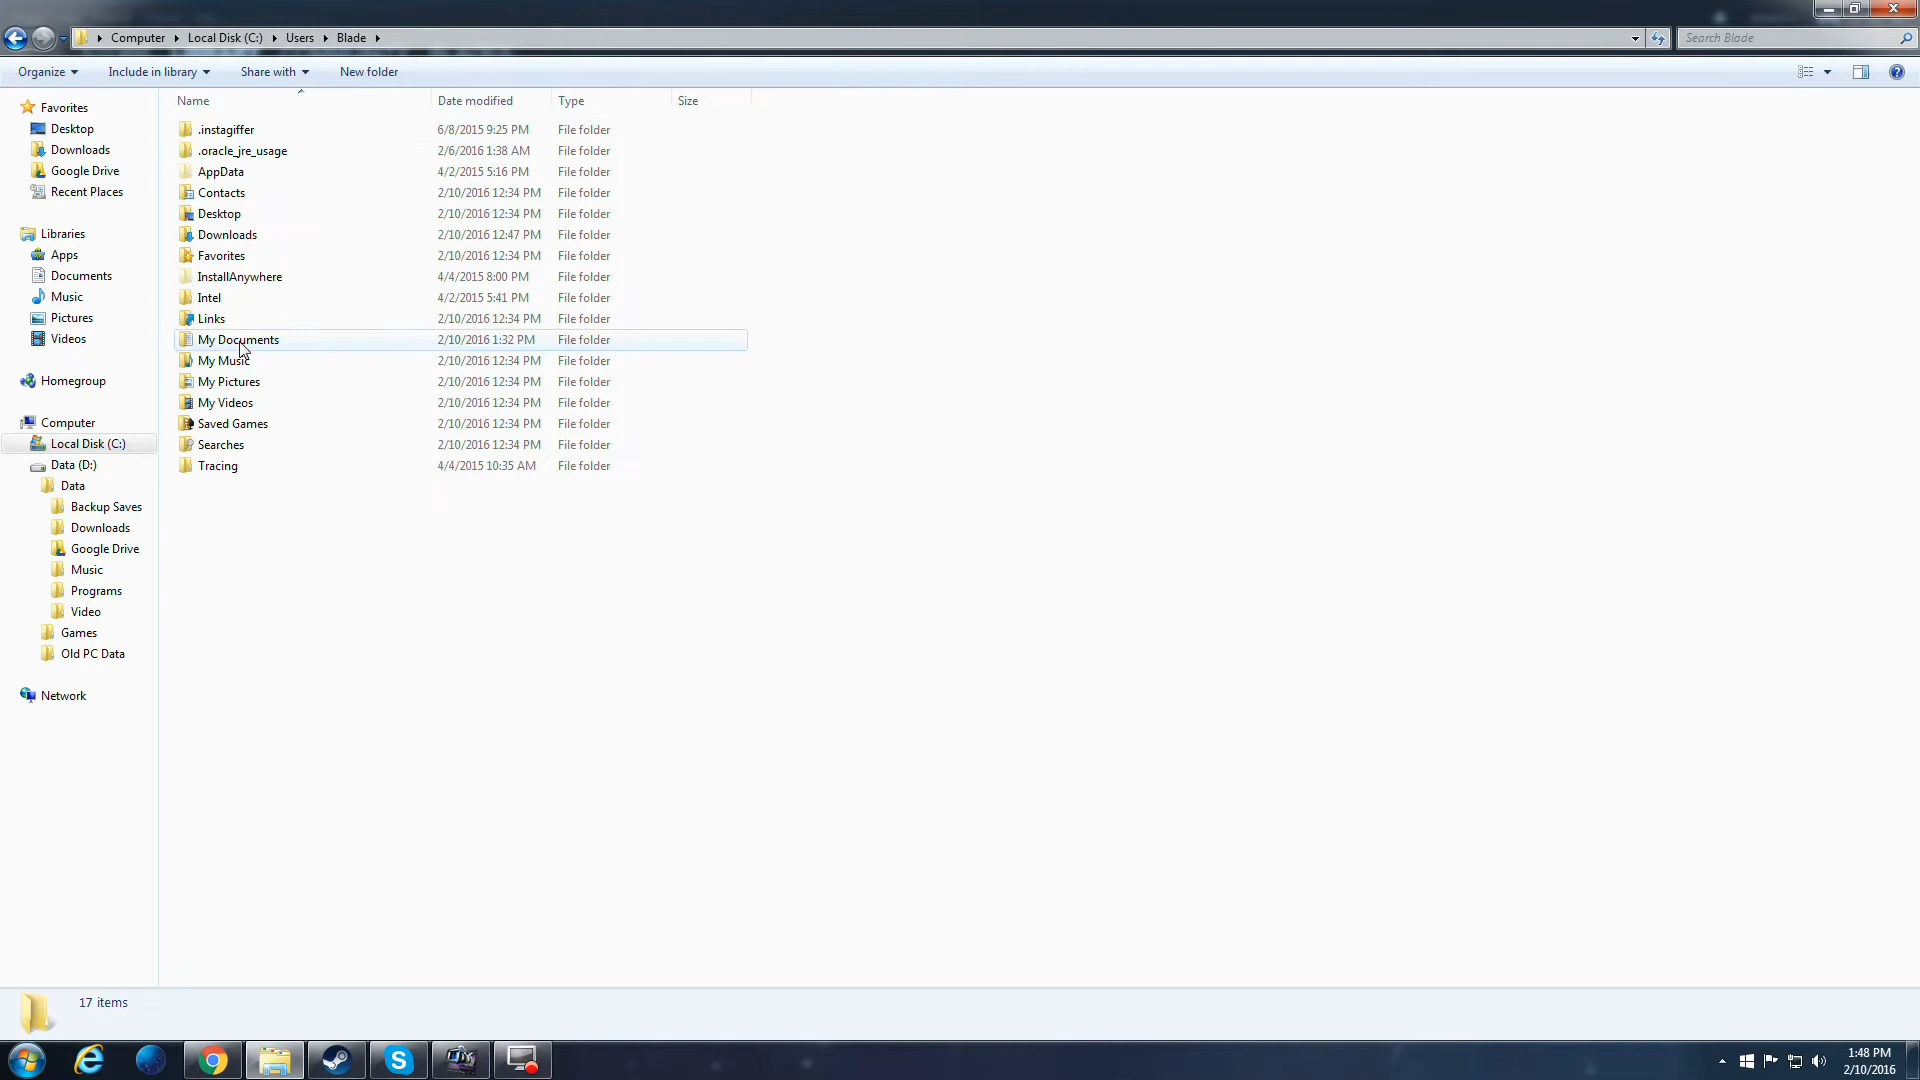 Computer Local Disk (C:) Users Blade Search Blade
Organize Include in library Share with New folder
Name Date modified Type Size
Favorites
Desktop
Downloads
Google Drive
Recent Places
Libraries
Apps
Documents
Music
Pictures
Videos
Homegroup
Computer
Local Disk (C:)
Data (D:)
Data
Backup Saves
Downloads
Google Drive
Music
Programs
Video
Games
Old PC Data
Network
.instagiffer 6/8/2015 9:25 PM File folder
.oracle_jre_usage 2/6/2016 1:38 AM File folder
AppData 4/2/2015 5:16 PM File folder
Contacts 2/10/2016 12:34 PM File folder
Desktop 2/10/2016 12:34 PM File folder
Downloads 2/10/2016 12:47 PM File folder
Favorites 2/10/2016 12:34 PM File folder
InstallAnywhere 4/4/2015 8:00 PM File folder
Intel 4/2/2015 5:41 PM File folder
Links 2/10/2016 12:34 PM File folder
My Documents 2/10/2016 1:32 PM File folder
My Music 2/10/2016 12:34 PM File folder
My Pictures 2/10/2016 12:34 PM File folder
My Videos 2/10/2016 12:34 PM File folder
Saved Games 2/10/2016 12:34 PM File folder
Searches 2/10/2016 12:34 PM File folder
Tracing 4/4/2015 10:35 AM File folder
17 items
1:48 PM
2/10/2016